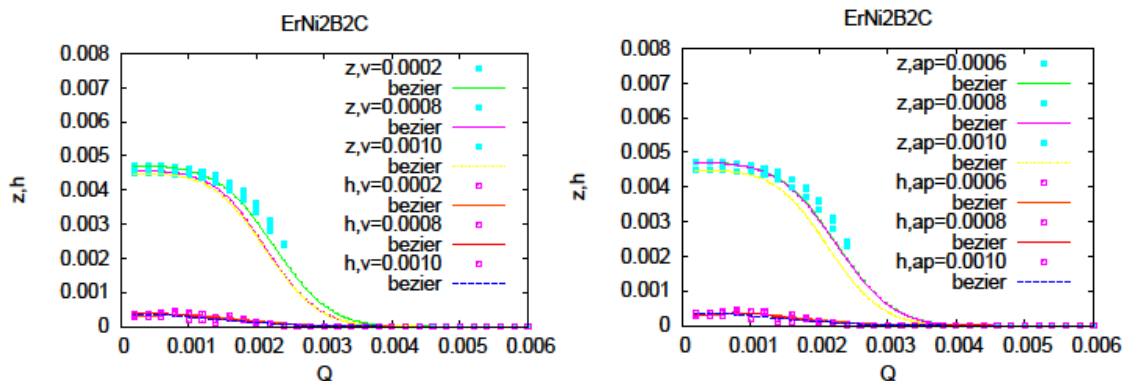 ErNi2B2C
0.008
0.007
0.006
0.005
0.004
0.003
0.002
0.001
0
z,h
z,v=0.0002
bezier
z,v=0.0008
bezier
z,v=0.0010
bezier
h,v=0.0002
bezier
h,v=0.0008
bezier
h,v=0.0010
bezier
0 0.001 0.002 0.003 0.004 0.005 0.006
Q
ErNi2B2C
0.008
0.007
0.006
0.005
0.004
0.003
0.002
0.001
0
z,h
z,ap=0.0006
bezier
z,ap=0.0008
bezier
z,ap=0.0010
bezier
h,ap=0.0006
bezier
h,ap=0.0008
bezier
h,ap=0.0010
bezier
0 0.001 0.002 0.003 0.004 0.005 0.006
Q